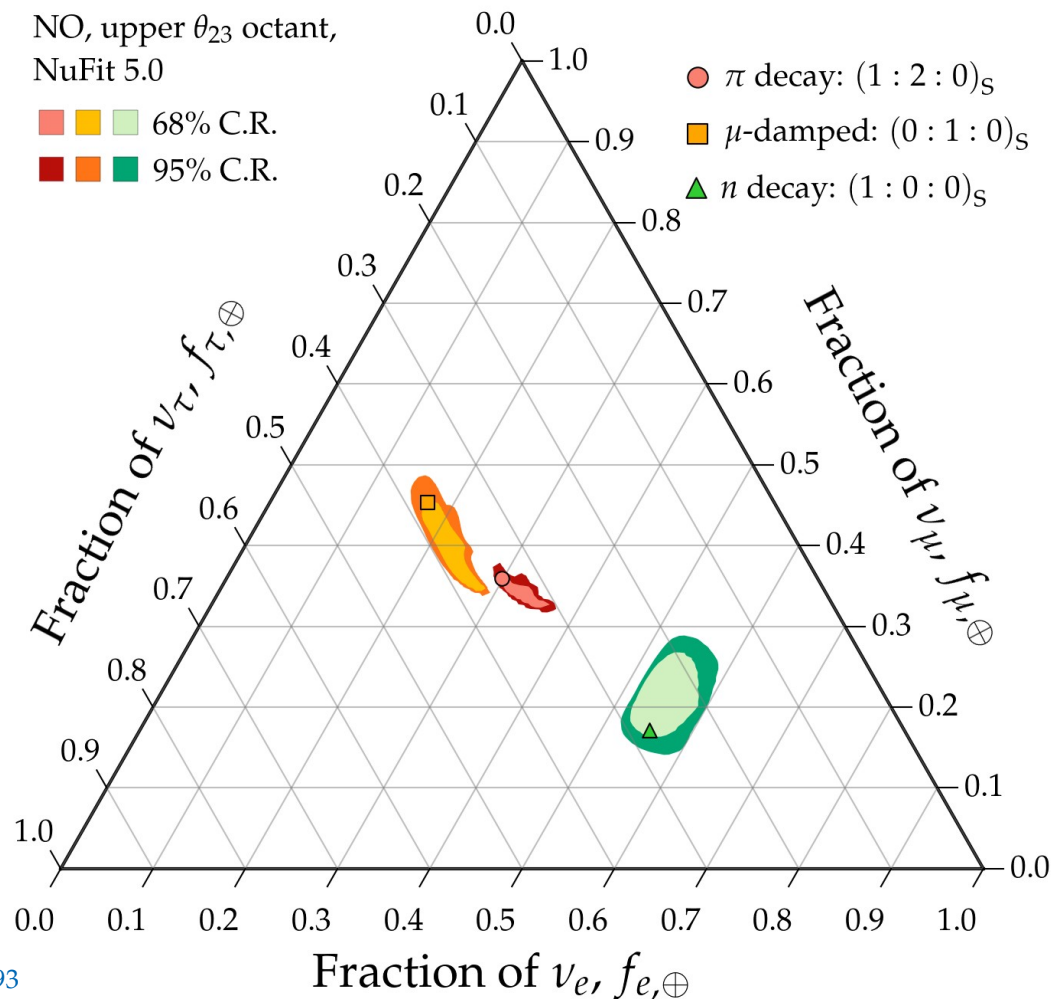 NO, upper θ23 octant,
NuFit 5.0
68% C.R.
95% C.R.
π decay: (1 : 2 : 0)S
μ-damped: (0 : 1 : 0)S
n decay: (1 : 0 : 0)S
Fraction of ντ, fτ,⊕
0.0
0.1
0.2
0.3
0.4
0.5
0.6
0.7
0.8
0.9
1.0
Fraction of νμ, fμ,⊕
1.0
0.9
0.8
0.7
0.6
0.5
0.4
0.3
0.2
0.1
0.0
0.0 0.1 0.2 0.3 0.4 0.5 0.6 0.7 0.8 0.9 1.0
Fraction of νe, fe,⊕
93